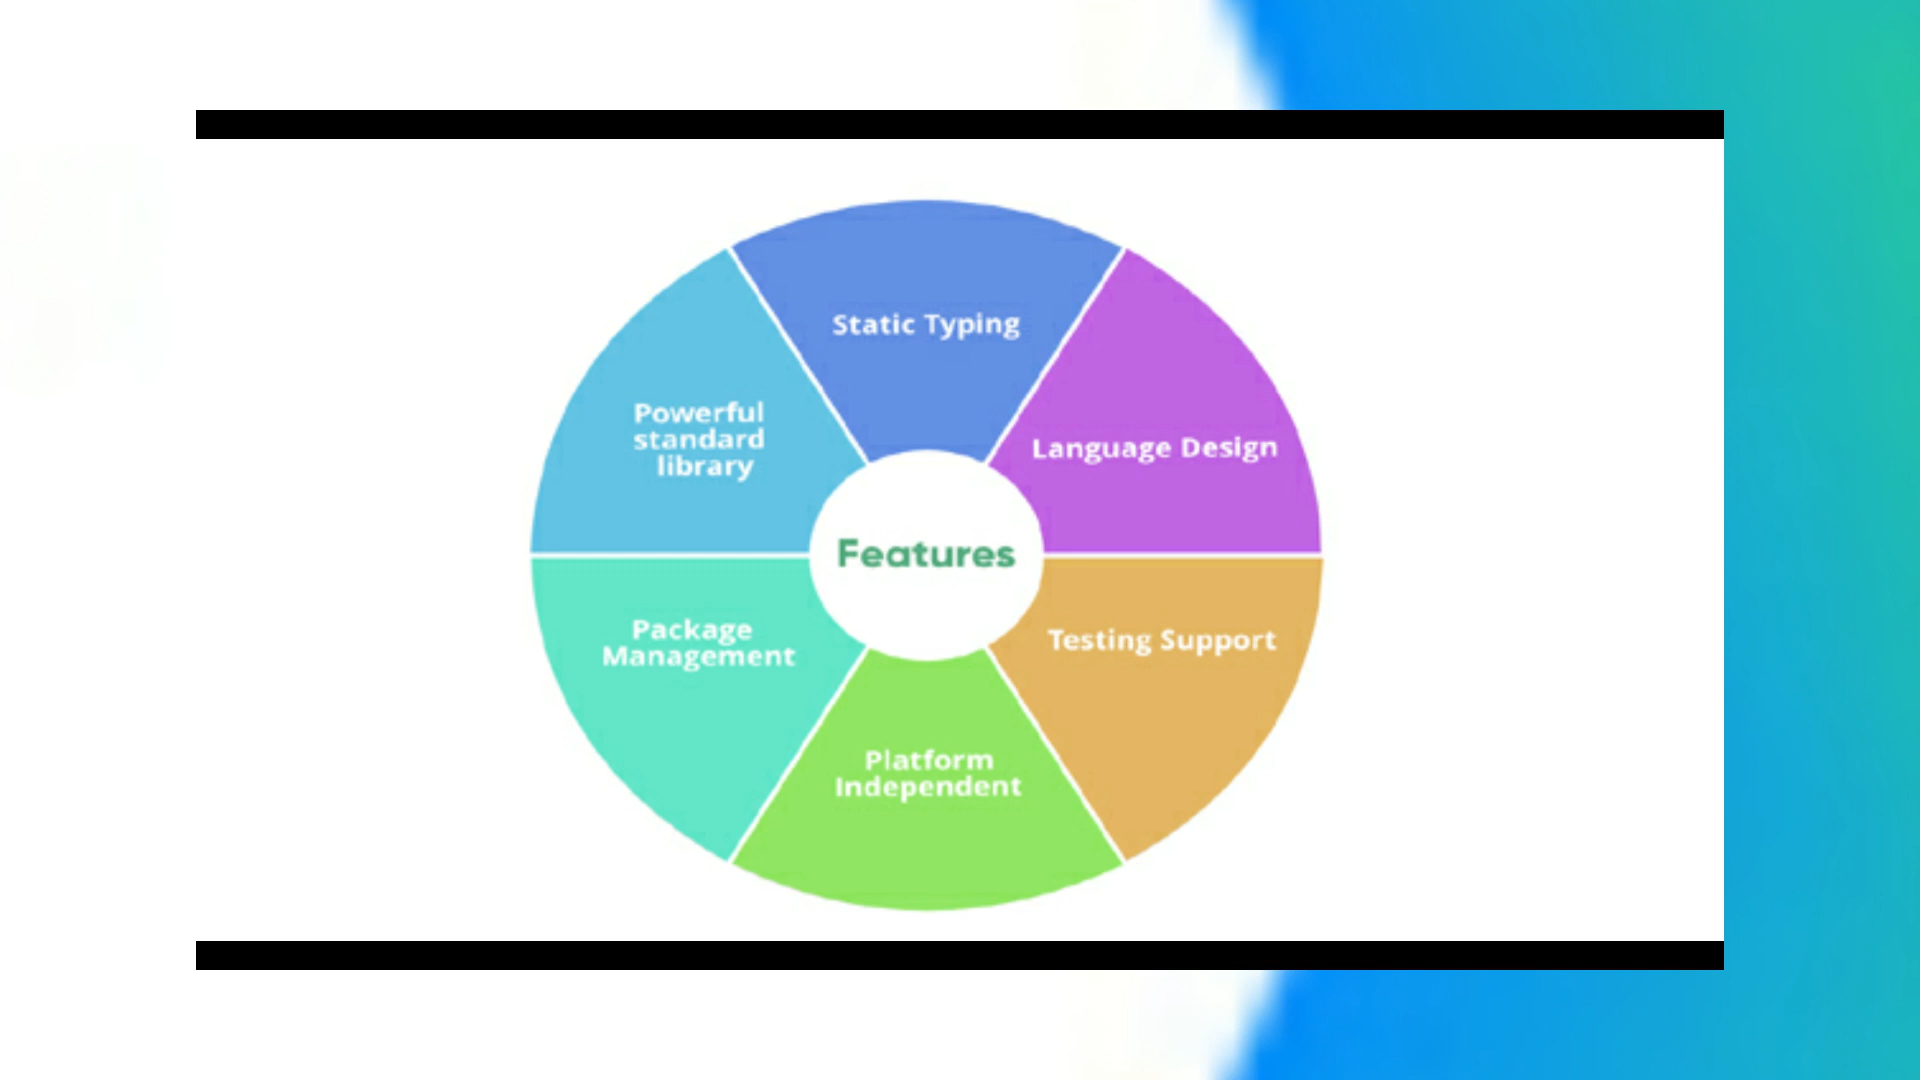 Static Typing
Powerful
standard
library
Language Design
Features
Package
Management
Testing Support
Platform
Independent